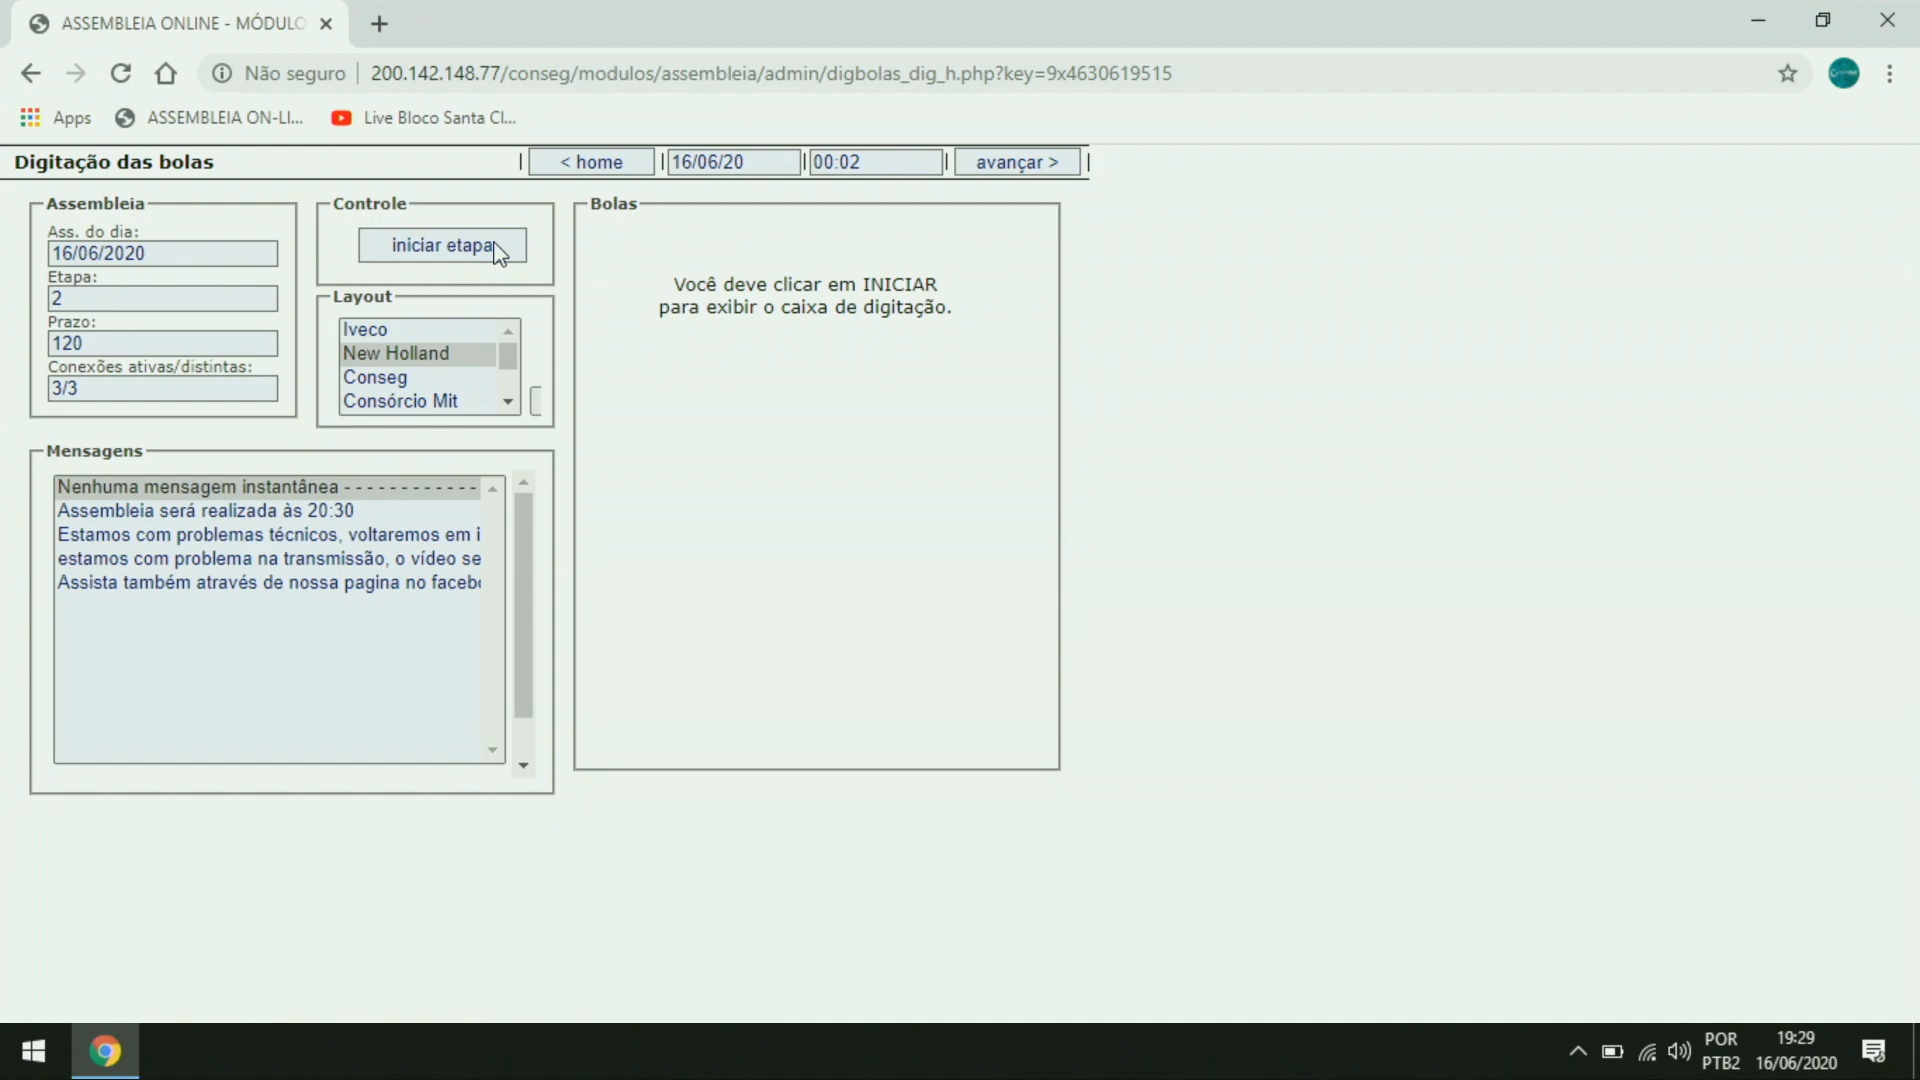 ASSEMBLEIA ONLINE - MÓDULO
Não seguro
200.142.148.77/conseg/modulos/assembleia/admin/digbolas_dig_h.php?key=9x4630619515
Apps
ASSEMBLEIA ON-LI...
Live Bloco Santa Cl...
Digitação das bolas
| < home | 16/06/20 | 00:02 | avançar > |
Assembleia
Ass. do dia:
16/06/2020
Etapa:
2
Prazo:
120
Conexões ativas/distintas:
3/3
Controle
iniciar etapa
Layout
Iveco
New Holland
Conseg
Consórcio Mit
Bolas
Você deve clicar em INICIAR
para exibir o caixa de digitação.
Mensagens
Nenhuma mensagem instantânea - - - - - - - - - - - -
Assembleia será realizada às 20:30
Estamos com problemas técnicos, voltaremos em i
estamos com problema na transmissão, o vídeo se
Assista também através de nossa pagina no facebo
POR
PTB2
19:29
16/06/2020